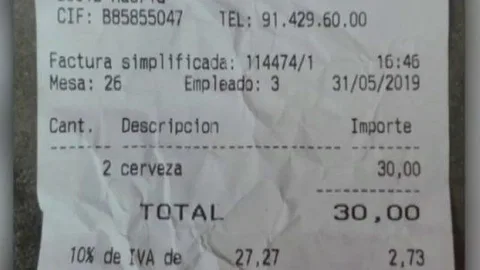 CIF: B85855047 TEL: 91.429.60.00
Factura simplificada: 114474/1 16:46
Mesa: 26 Empleado: 3 31/05/2019
Cant. Descripcion Importe
2 cerveza 30,00
TOTAL 30,00
10% de IVA de 27,27 2,73